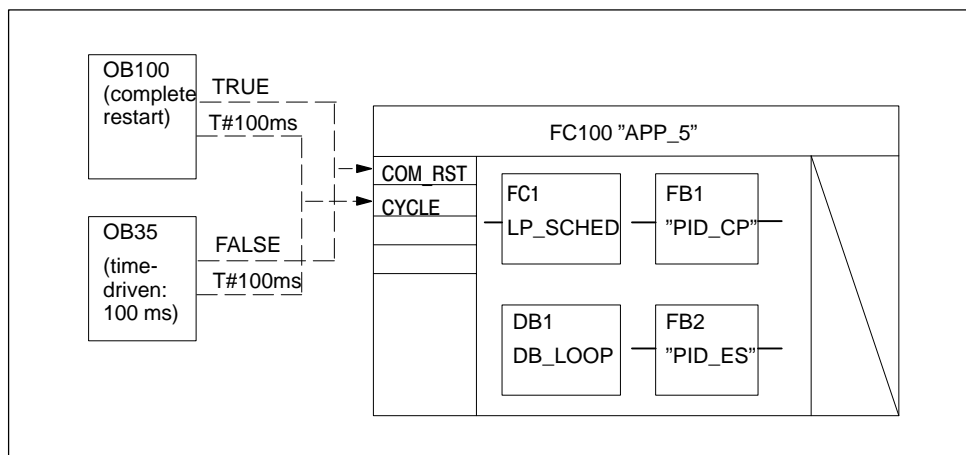 OB100
(complete
restart)
TRUE
T#100ms
OB35
(time-
driven:
100 ms)
FALSE
T#100ms
FC100 ”APP_5”
COM_RST
CYCLE
FC1
LP_SCHED
FB1
”PID_CP”
DB1
DB_LOOP
FB2
”PID_ES”